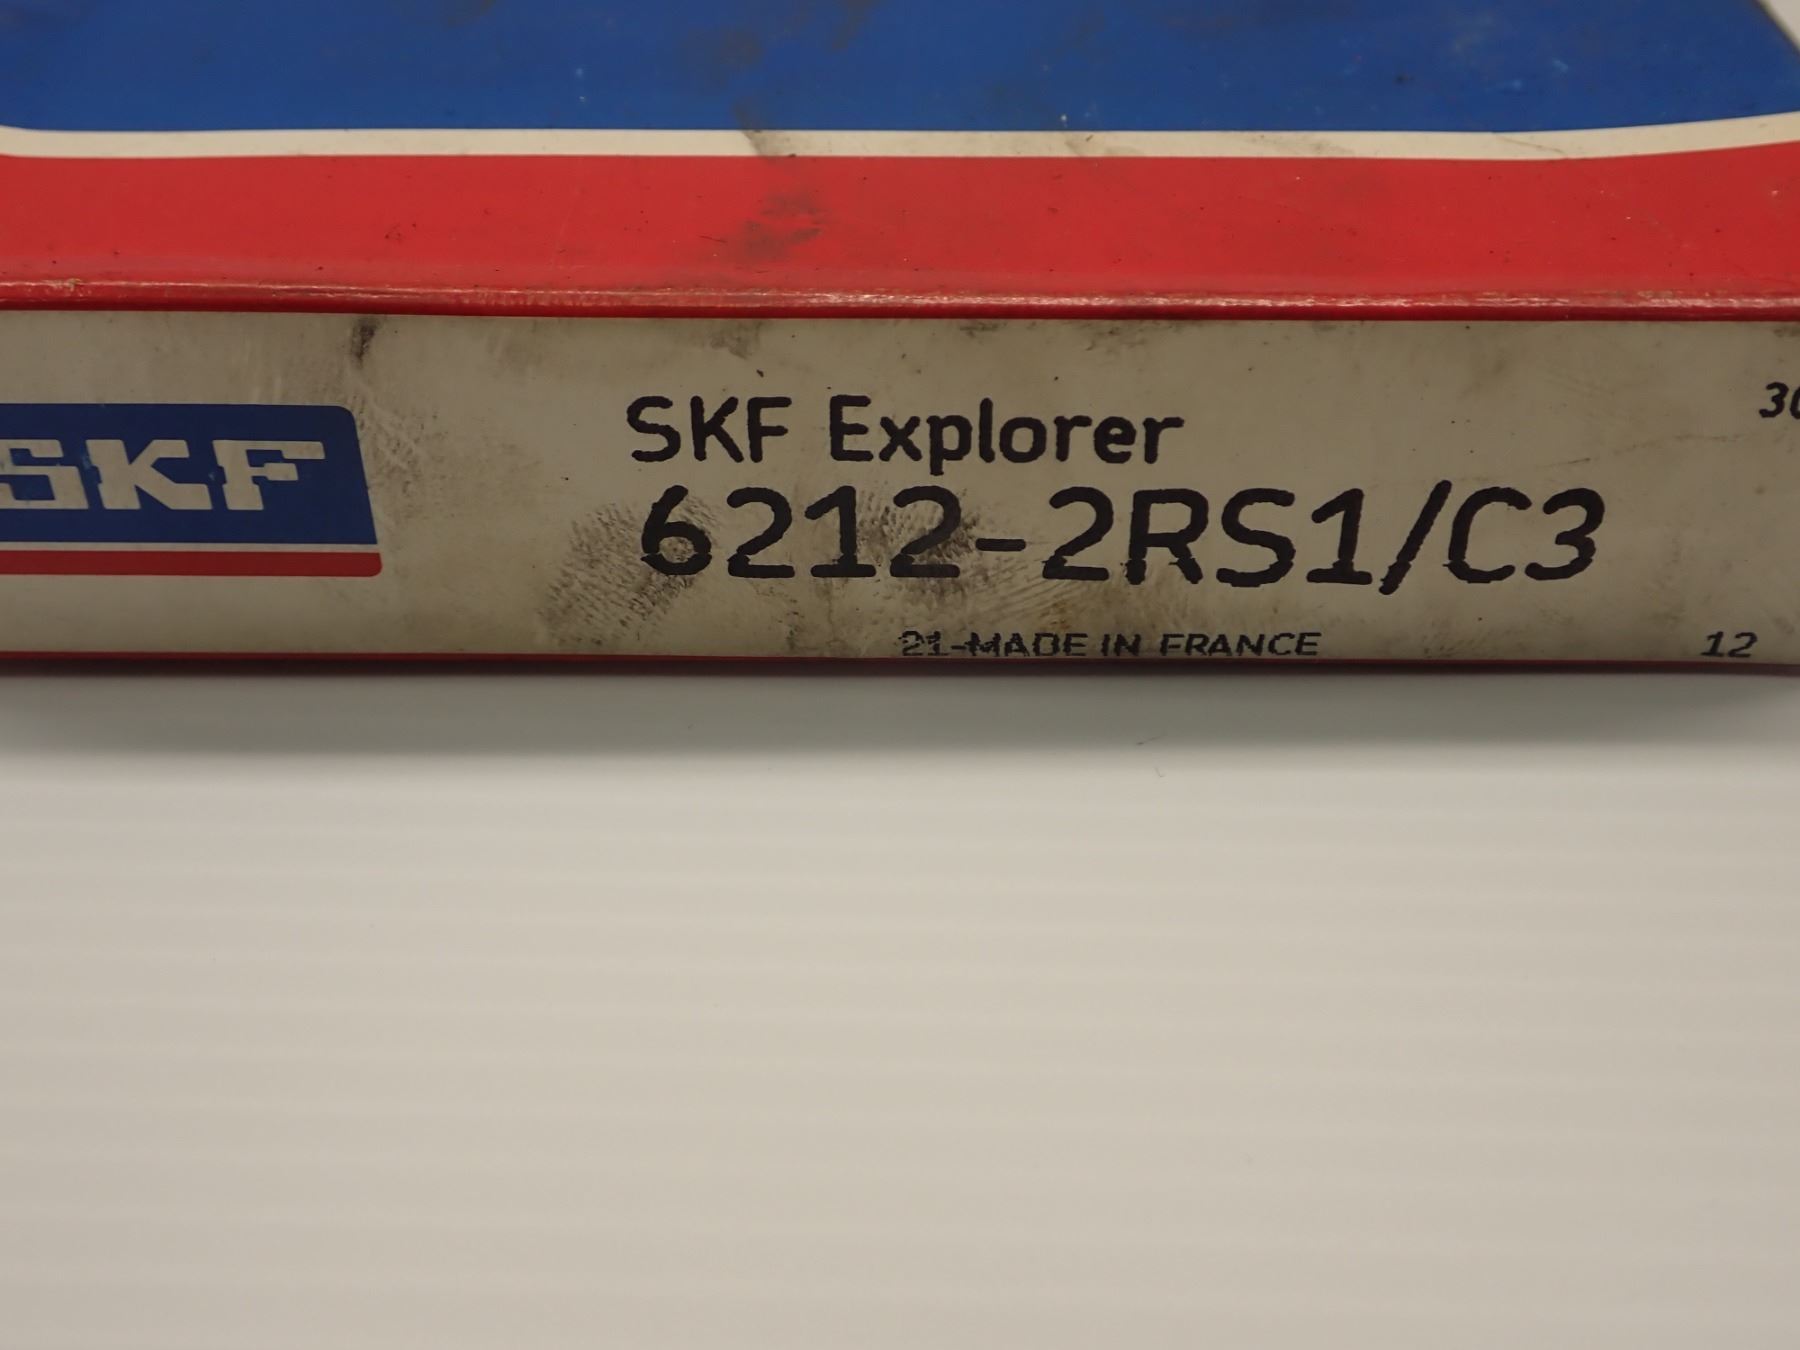 SKF
SKF Explorer
6212-2RS1/C3
21-MADE IN FRANCE
12